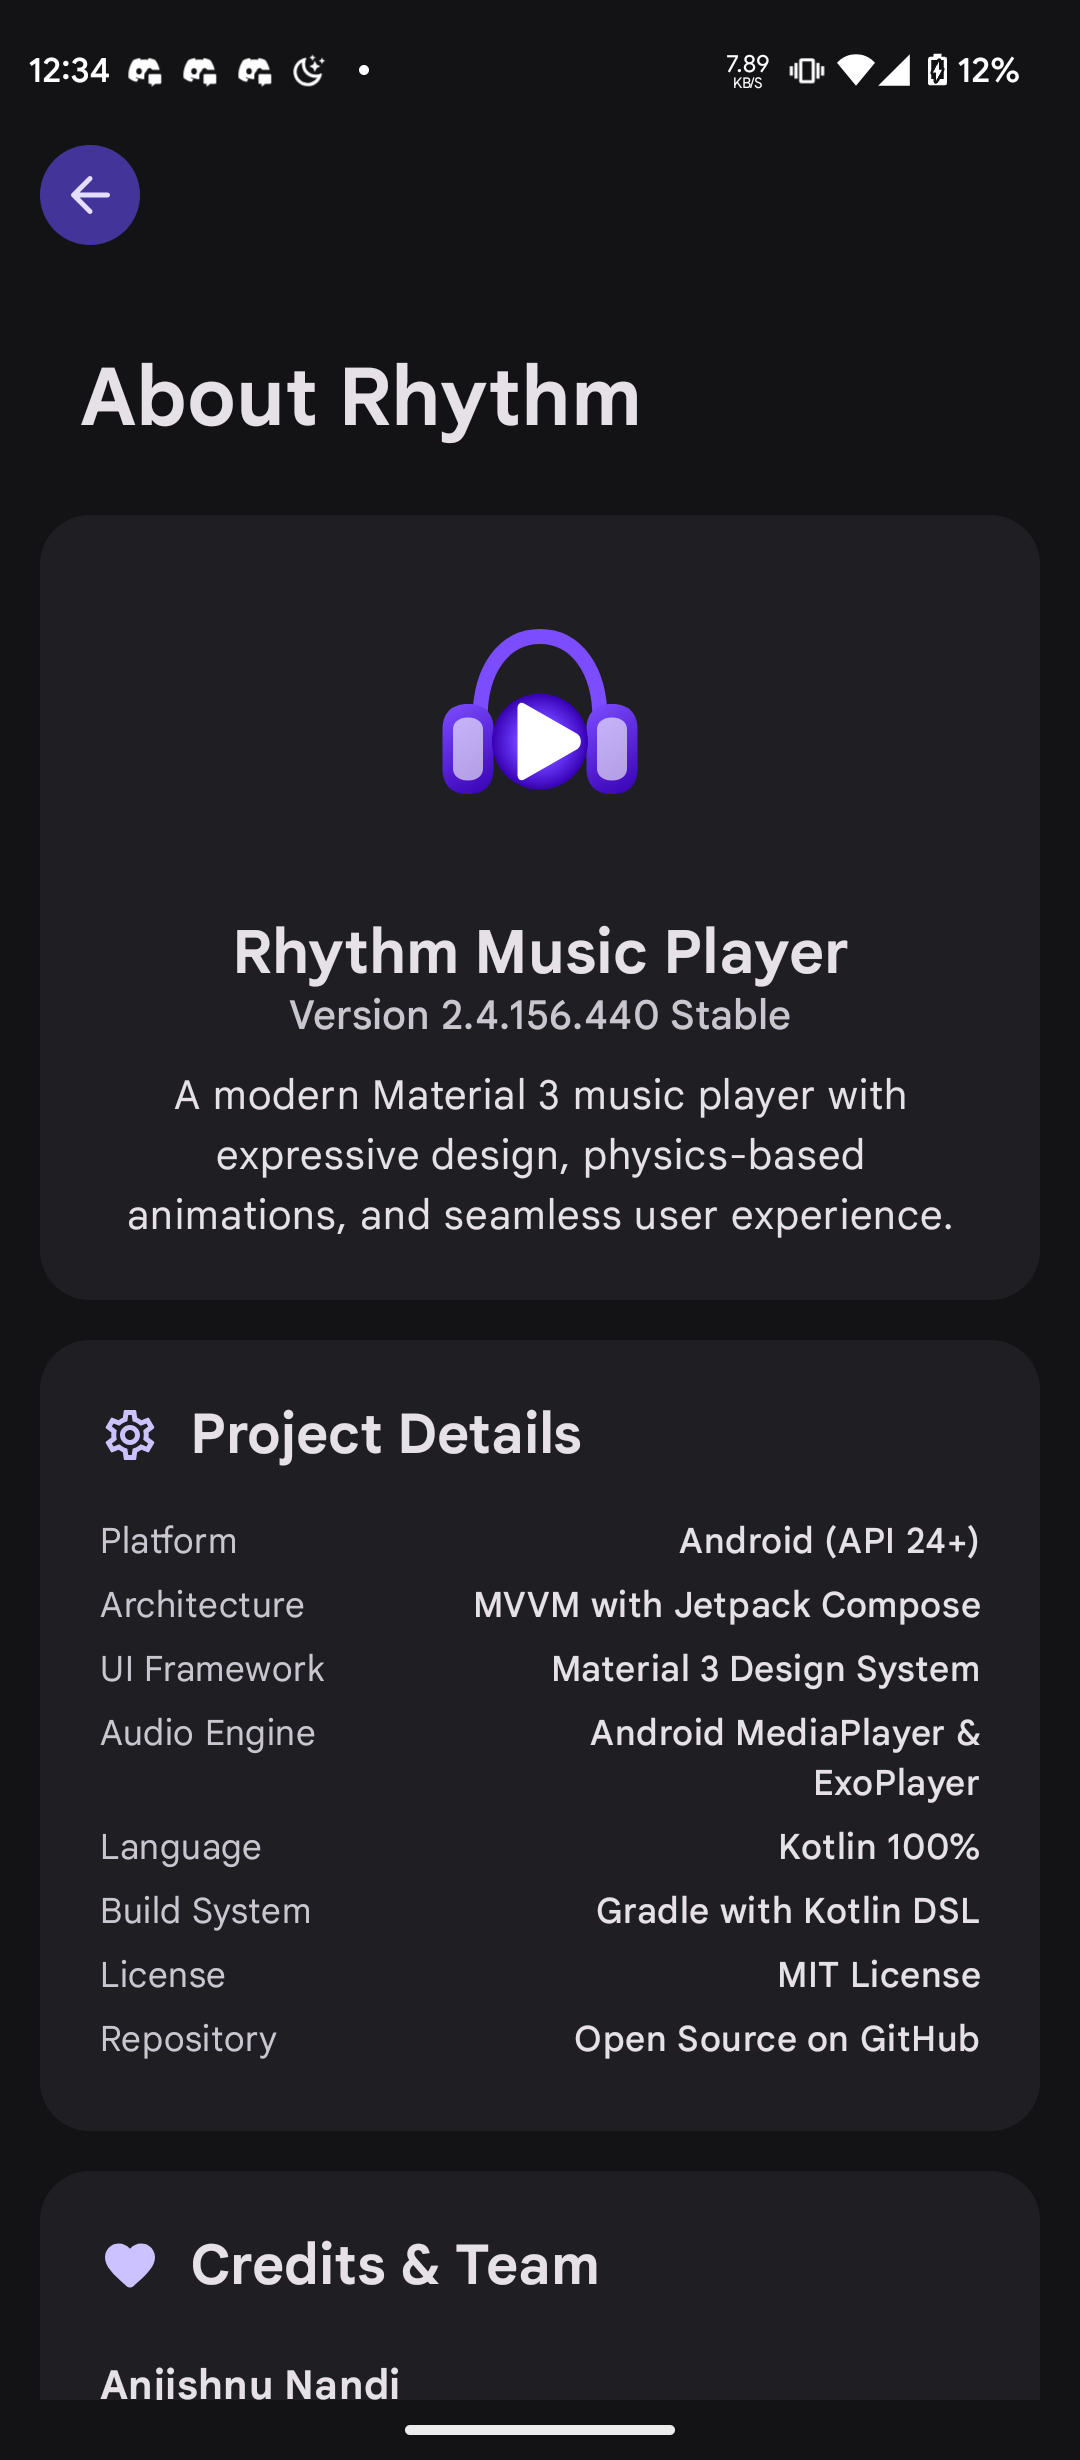 12:34
7.89
KB/S
12%
About Rhythm
Rhythm Music Player
Version 2.4.156.440 Stable
A modern Material 3 music player with
expressive design, physics-based
animations, and seamless user experience.
Project Details
Platform Android (API 24+)
Architecture MVVM with Jetpack Compose
UI Framework Material 3 Design System
Audio Engine Android MediaPlayer &
ExoPlayer
Language Kotlin 100%
Build System Gradle with Kotlin DSL
License MIT License
Repository Open Source on GitHub
Credits & Team
Anjishnu Nandi